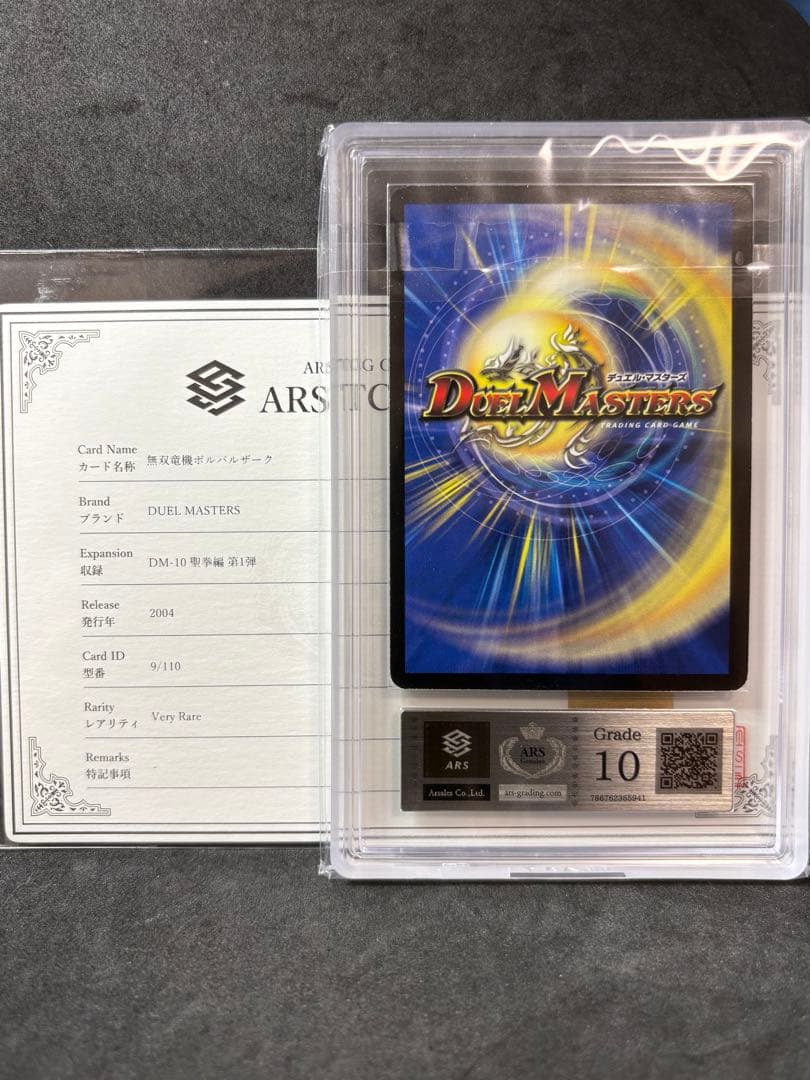 ARS TCG G
ARS TC
Card Name
カード名称 無双竜機ボルバルザーク
Brand
ブランド DUEL MASTERS
Expansion
収録 DM-10 聖拳編 第1弾
Release
発行年 2004
Card ID
型番 9/110
Rarity
レアリティ Very Rare
Remarks
特記事項
デュエル・マスターズ
DUEL MASTERS
TRADING CARD GAME
ARS
Arsales Co.,Ltd.
ARS
Genuine
ars-grading.com
Grade
10
786762365941